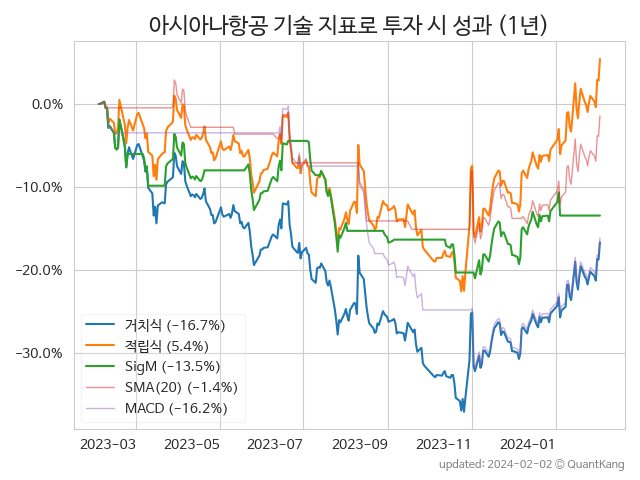 아시아나항공 기술 지표로 투자 시 성과 (1년)
0.0%
−10.0%
−20.0%
−30.0%
거치식 (−16.7%)
적립식 (5.4%)
SigM (−13.5%)
SMA(20) (−1.4%)
MACD (−16.2%)
2023−03 2023−05 2023−07 2023−09 2023−11 2024−01
updated: 2024−02−02 © QuantKang